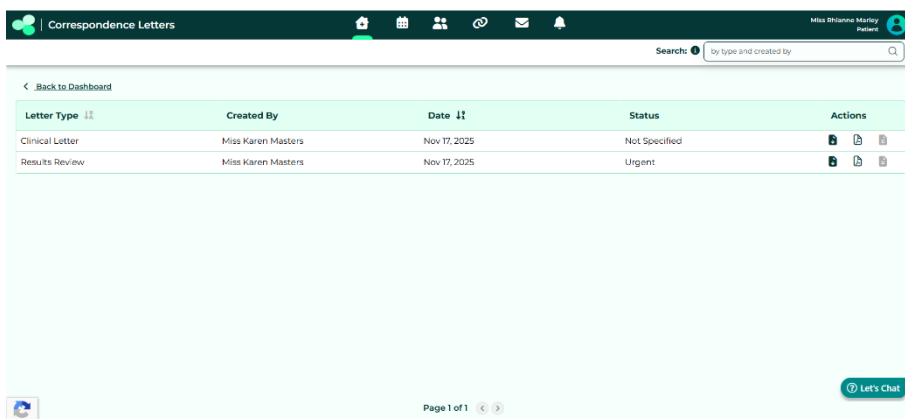 Correspondence Letters
Miss Rhianne Marley
Patient
Search: by type and created by
Back to Dashboard
Letter Type Created By Date Status Actions
Clinical Letter Miss Karen Masters Nov 17, 2025 Not Specified
Results Review Miss Karen Masters Nov 17, 2025 Urgent
Let's Chat
Page 1 of 1